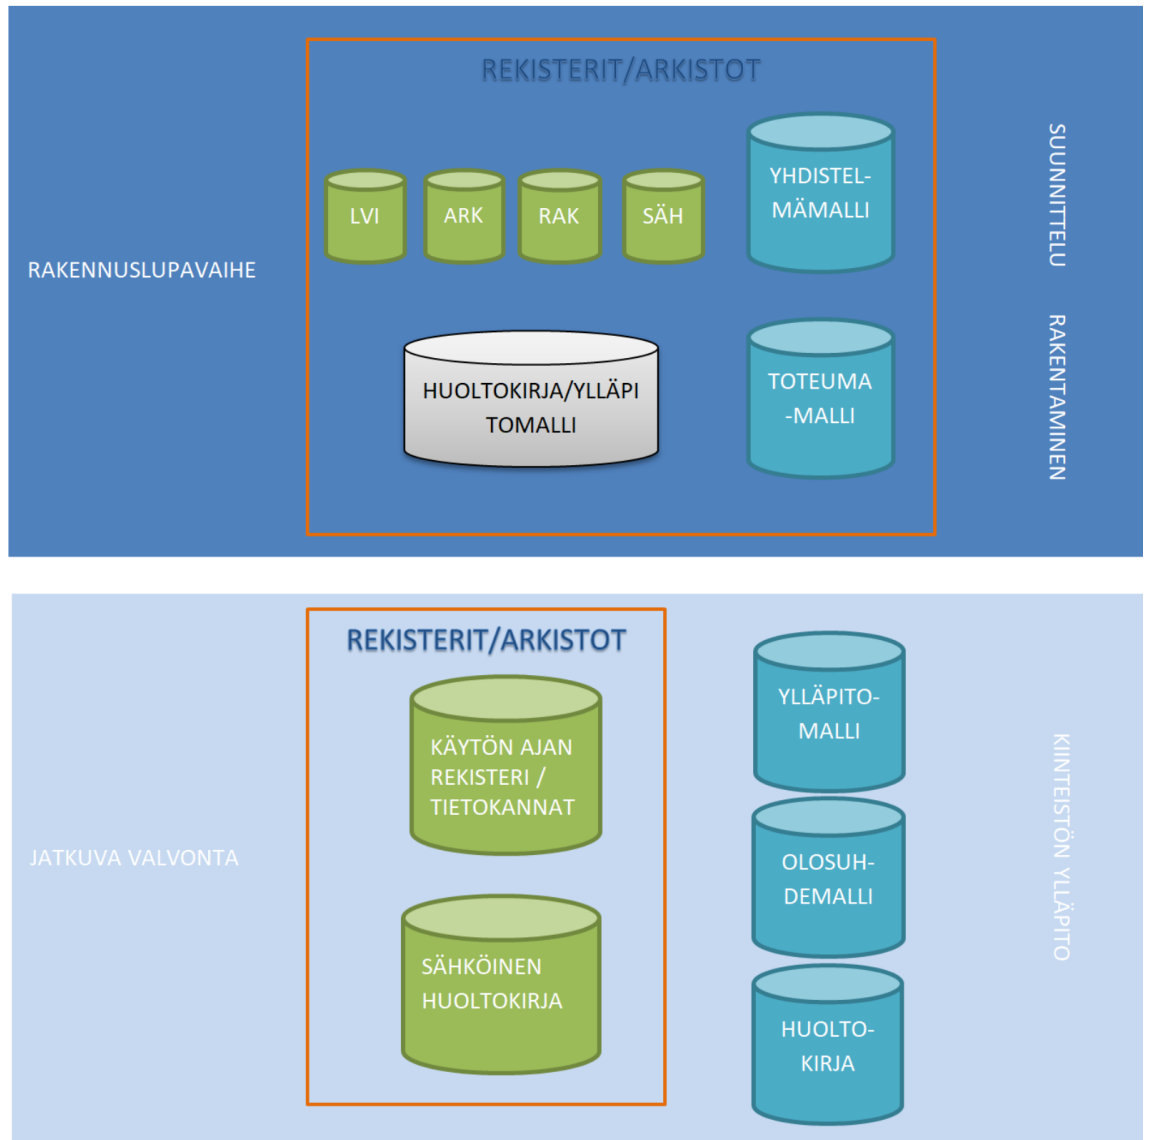 REKISTERIT/ARKISTOT
RAKENNUSLUPAVAIHE
LVI
ARK
RAK
SÄH
YHDISTEL-
MÄMALLI
HUOLTOKIRJA/YLLÄPI
TOMALLI
TOTEUMA
-MALLI
SUUNNITTELU
RAKENTAMINEN
REKISTERIT/ARKISTOT
JATKUVA VALVONTA
KÄYTÖN AJAN
REKISTERI /
TIETOKANNAT
SÄHKÖINEN
HUOLTOKIRJA
YLLÄPITO-
MALLI
OLOSUH-
DEMALLI
HUOLTO-
KIRJA
KIINTEISTÖN YLLÄPITO